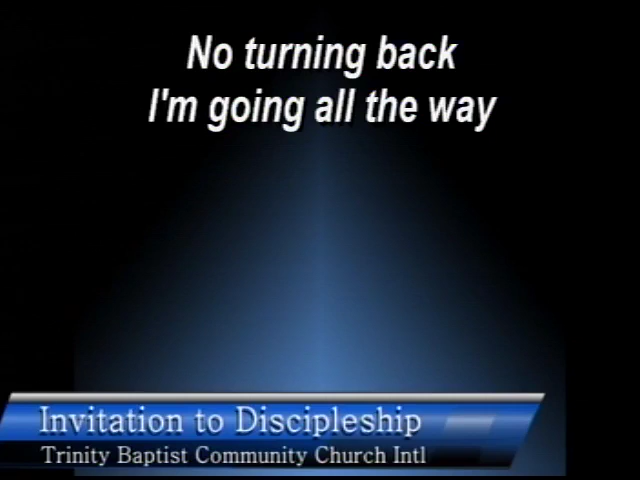 No turning back
I'm going all the way
Invitation to Discipleship
Trinity Baptist Community Church Intl